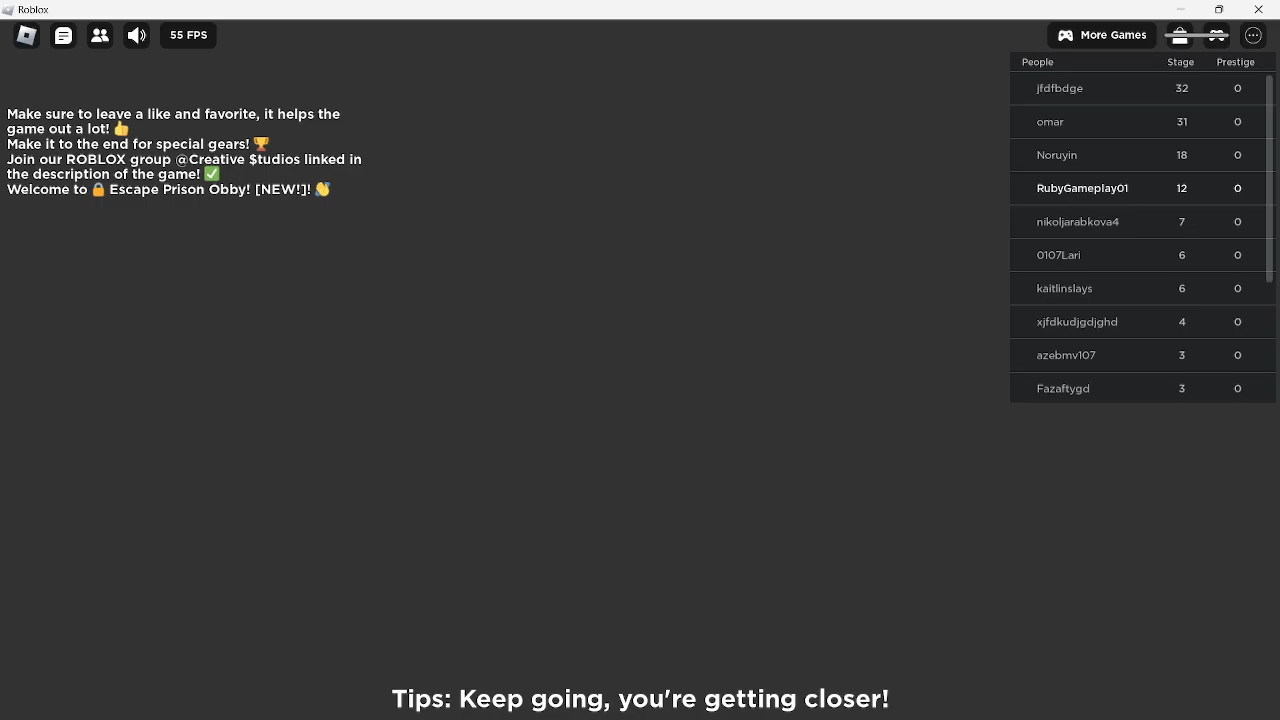 Roblox
55 FPS
More Games
People Stage Prestige
jfdfbdge 32 0
omar 31 0
Noruyin 18 0
RubyGameplay01 12 0
nikoljarabkova4 7 0
0107Lari 6 0
kaitlinslays 6 0
xjfdkudjgdjghd 4 0
azebmv107 3 0
Fazaftygd 3 0
Make sure to leave a like and favorite, it helps the
game out a lot! 👍
Make it to the end for special gears! 🏆
Join our ROBLOX group @Creative $tudios linked in
the description of the game! ✅
Welcome to 🔒 Escape Prison Obby! [NEW!]! 👋
Tips: Keep going, you're getting closer!